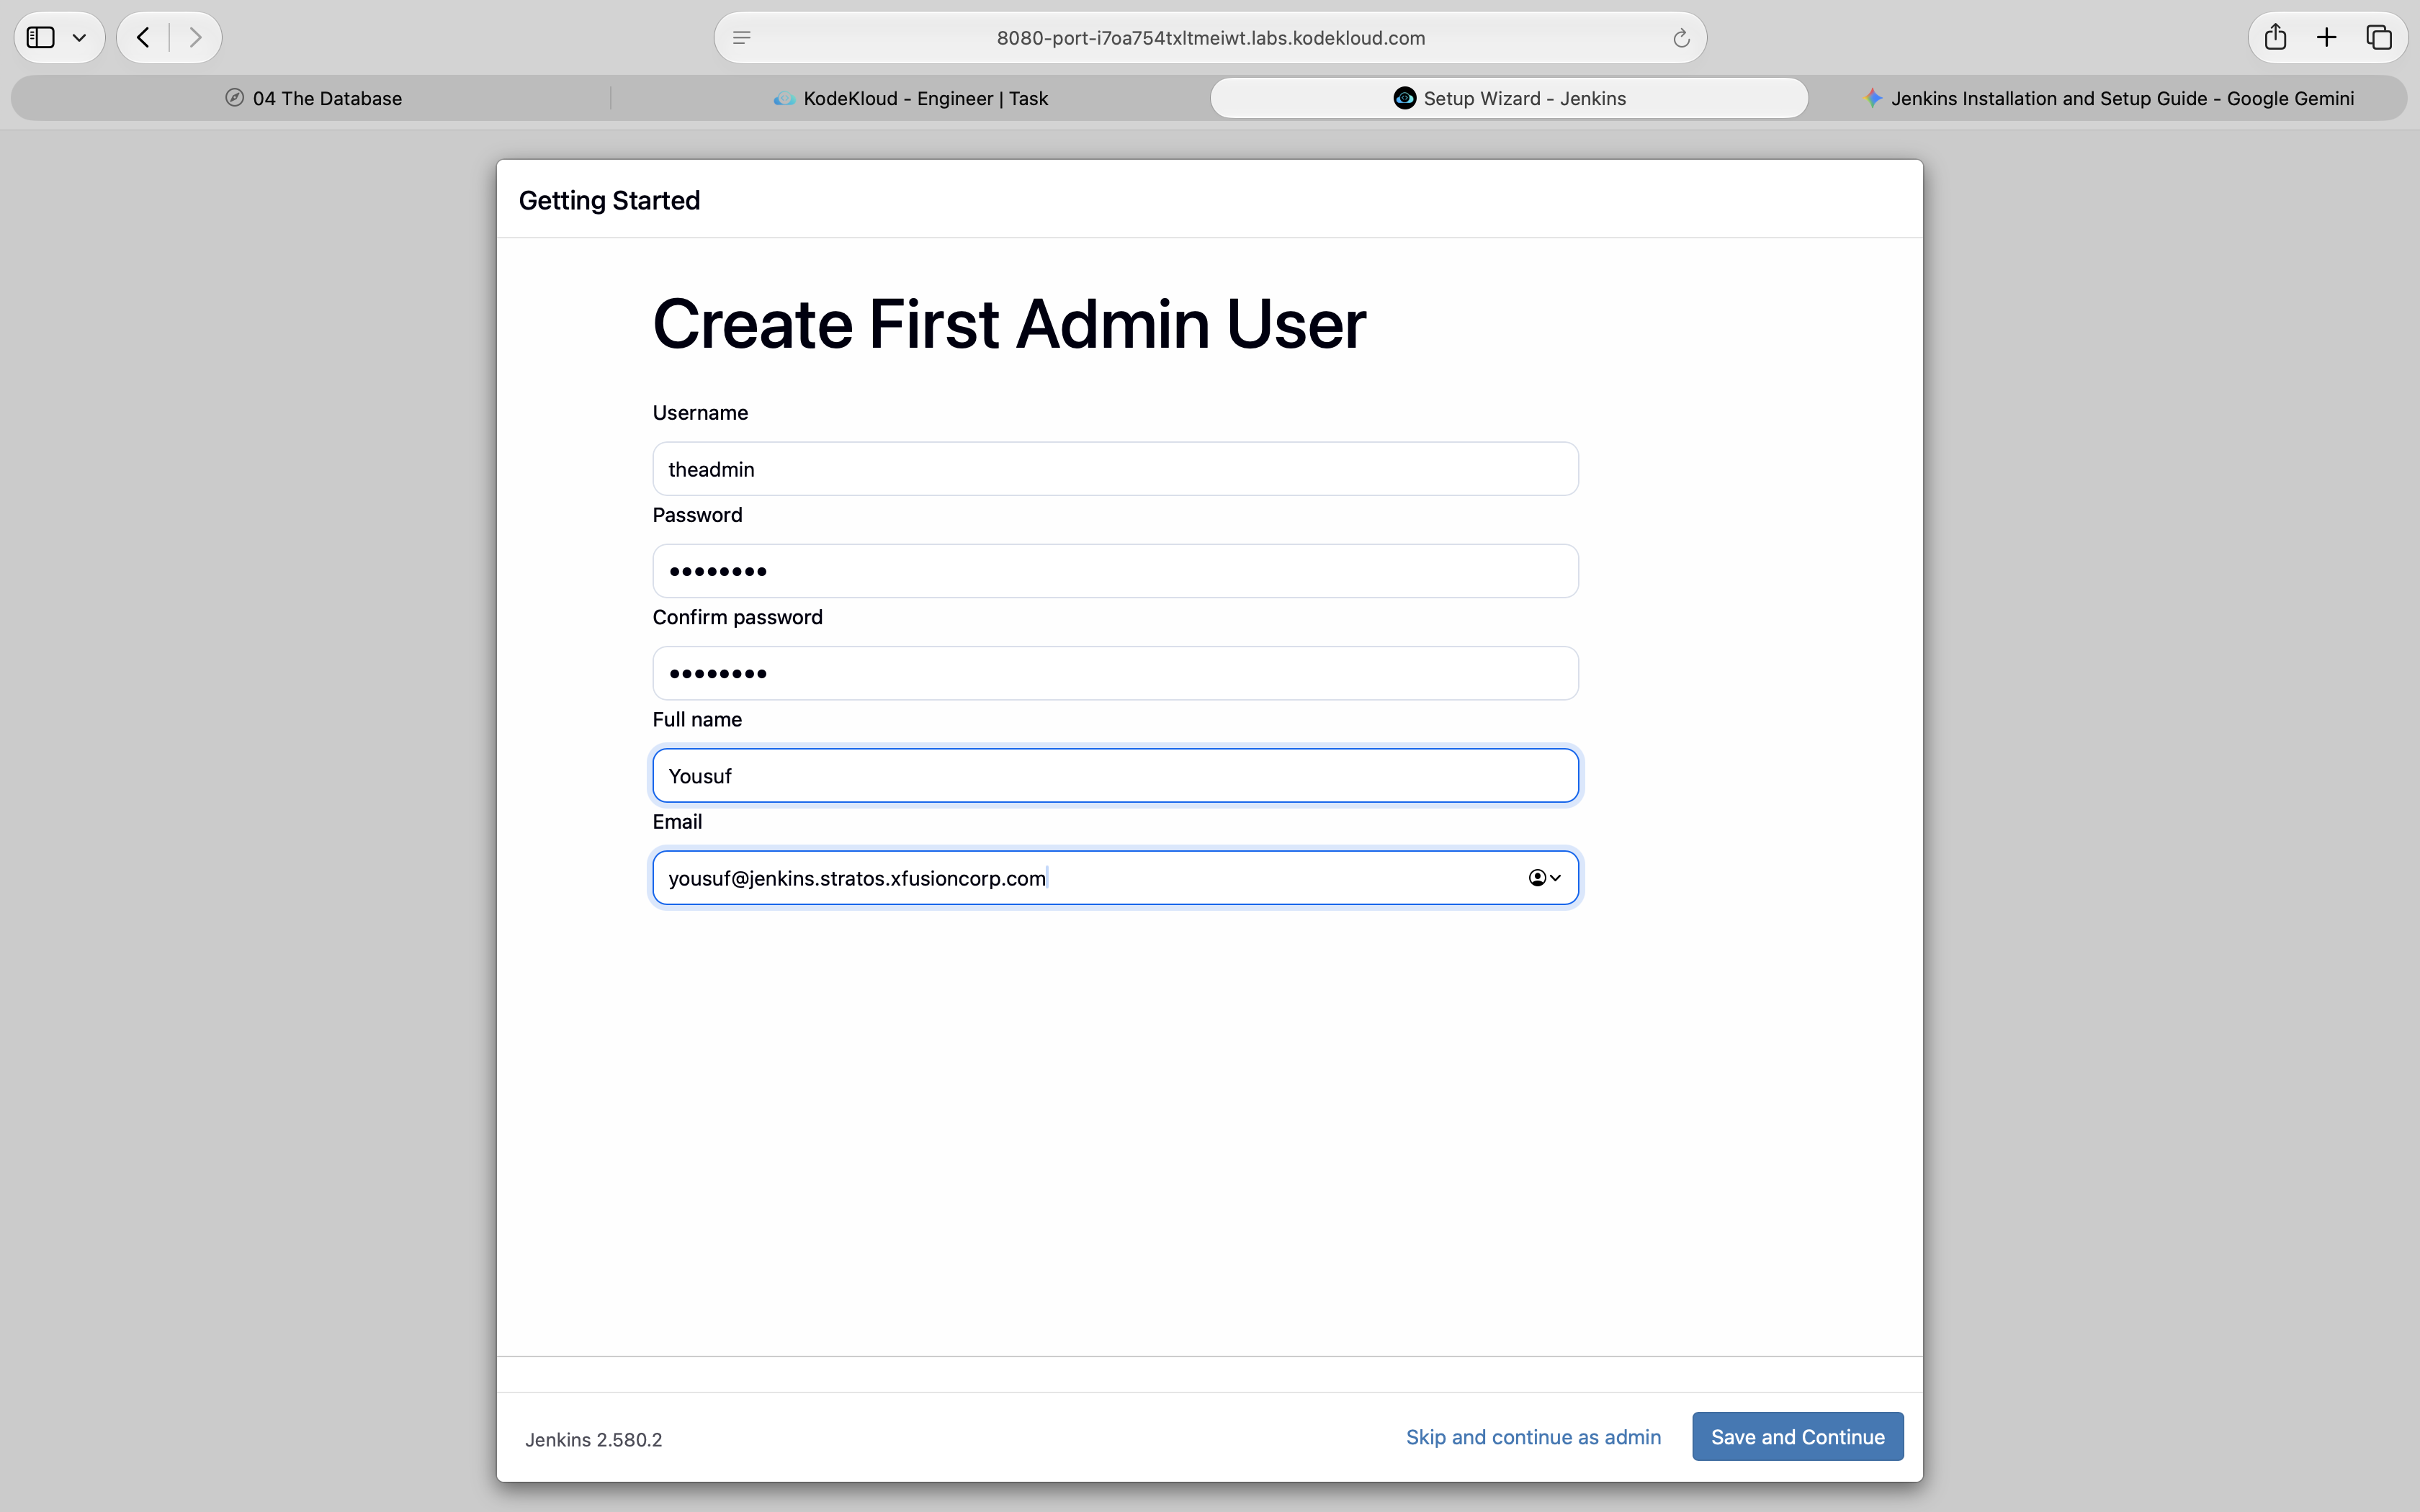 8080-port-i7oa754txltmeiwt.labs.kodekloud.com
04 The Database
KodeKloud - Engineer | Task
Setup Wizard - Jenkins
Jenkins Installation and Setup Guide - Google Gemini
Getting Started
Create First Admin User
Username
theadmin
Password
••••••••
Confirm password
••••••••
Full name
Yousuf
Email
yousuf@jenkins.stratos.xfusioncorp.com
Jenkins 2.580.2
Skip and continue as admin
Save and Continue